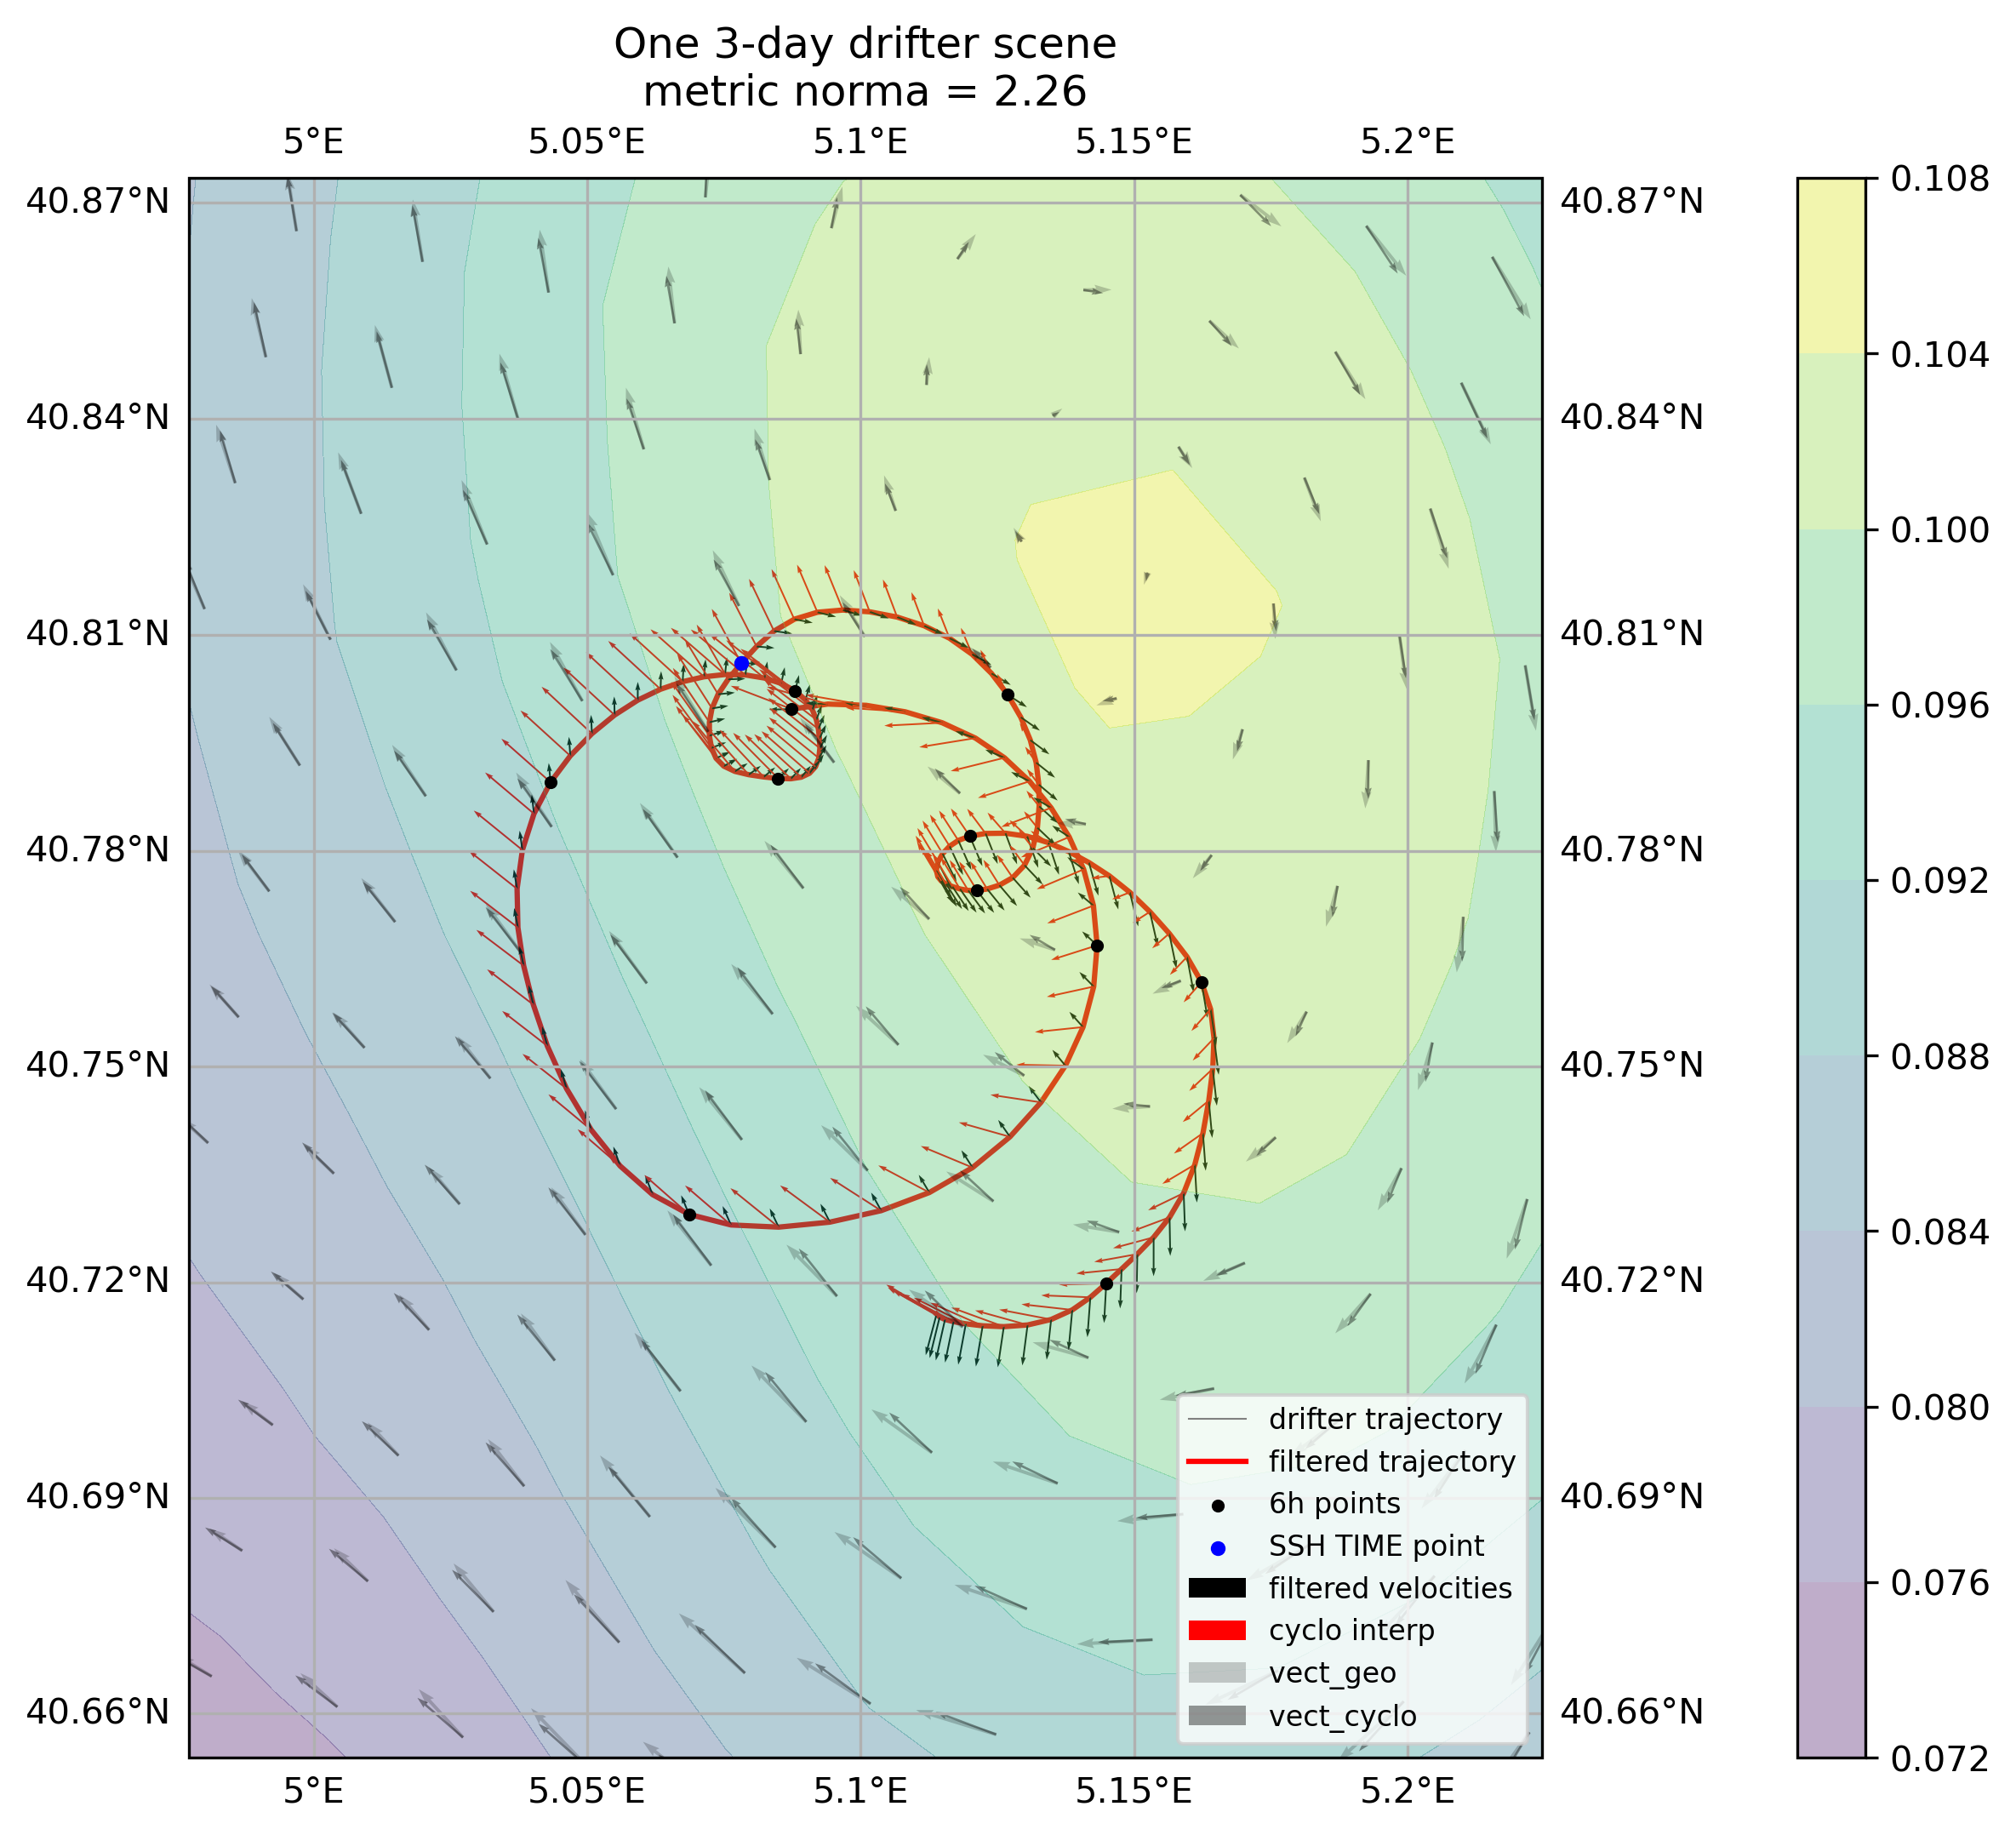 One 3-day drifter scene
metric norma = 2.26
5°E 5.05°E 5.1°E 5.15°E 5.2°E
40.87°N 40.87°N
40.84°N 40.84°N
40.81°N 40.81°N
40.78°N 40.78°N
40.75°N 40.75°N
40.72°N 40.72°N
40.69°N 40.69°N
40.66°N 40.66°N
5°E 5.05°E 5.1°E 5.15°E 5.2°E
drifter trajectory
filtered trajectory
6h points
SSH TIME point
filtered velocities
cyclo interp
vect_geo
vect_cyclo
0.108
0.104
0.100
0.096
0.092
0.088
0.084
0.080
0.076
0.072